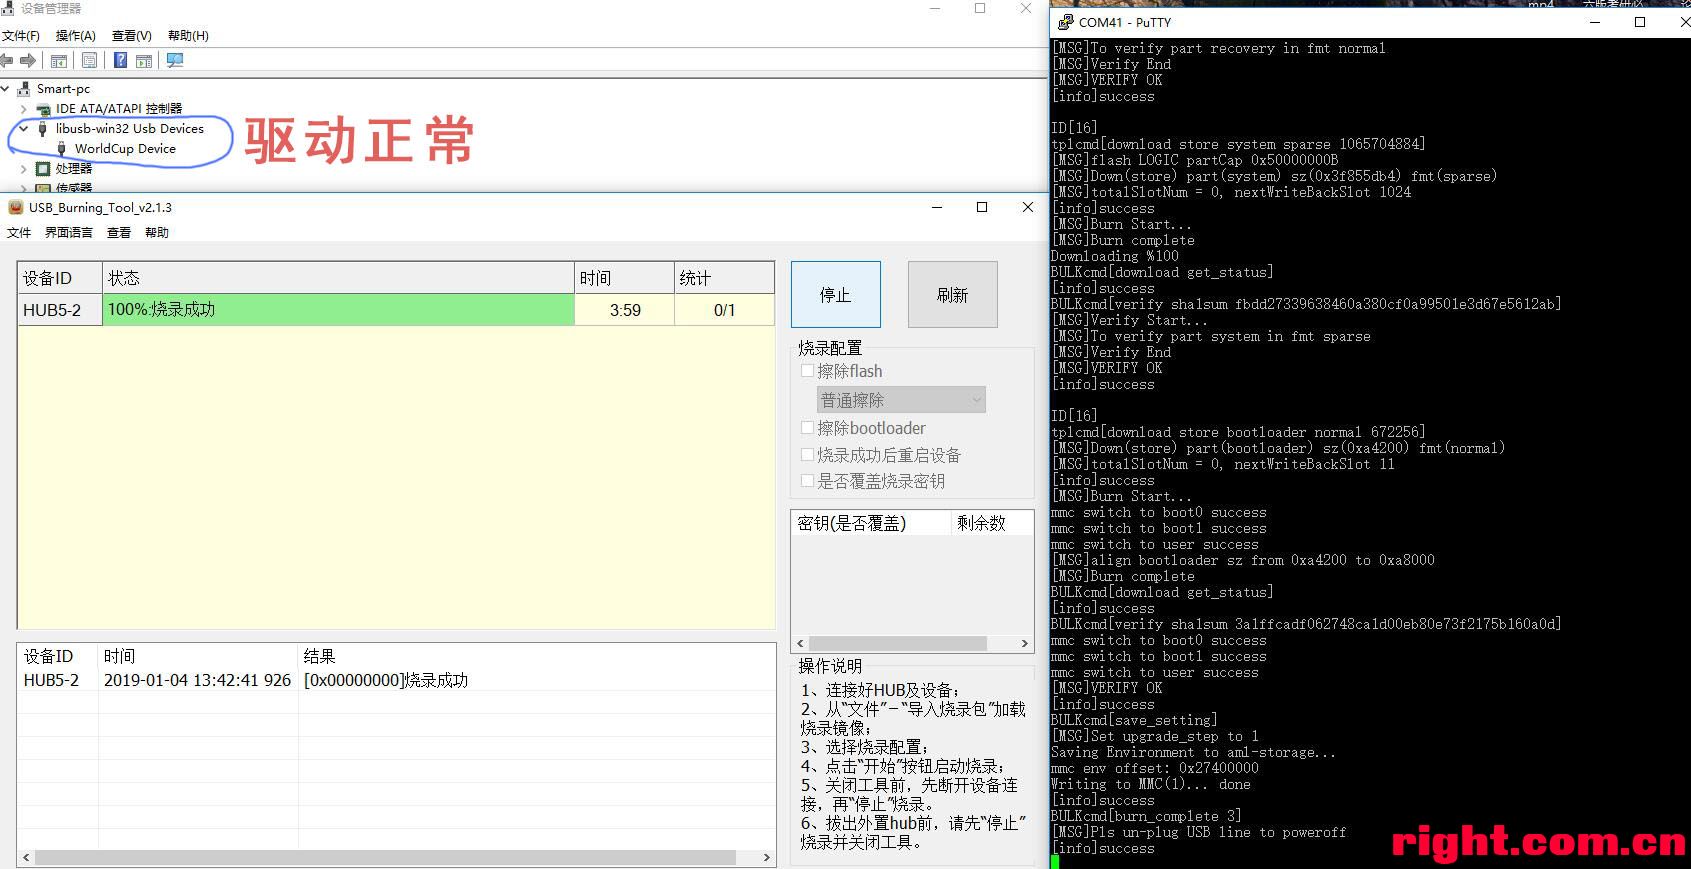 设备管理器
文件(F) 操作(A) 查看(V) 帮助(H)
Smart-pc
IDE ATA/ATAPI 控制器
libusb-win32 Usb Devices
WorldCup Device
处理器
传感器
驱动正常
USB_Burning_Tool_v2.1.3
文件 界面语言 查看 帮助
设备ID 状态 时间 统计
HUB5-2 100%:烧录成功 3:59 0/1
停止 刷新
烧录配置
擦除flash
普通擦除
擦除bootloader
烧录成功后重启设备
是否覆盖烧录密钥
密钥(是否覆盖) 剩余数
设备ID 时间 结果
HUB5-2 2019-01-04 13:42:41 926 [0x00000000]烧录成功
操作说明
1、连接好HUB及设备;
2、从“文件”－“导入烧录包”加载
烧录镜像;
3、选择烧录配置;
4、点击“开始”按钮启动烧录;
5、关闭工具前，先断开设备连
接，再“停止”烧录。
6、拔出外置hub前，请先“停止”
烧录并关闭工具。
mp4
COM41 - PuTTY
[MSG]To verify part recovery in fmt normal
[MSG]Verify End
[MSG]VERIFY OK
[info]success
ID[16]
tplcmd[download store system sparse 1065704884]
[MSG]flash LOGIC partCap 0x50000000B
[MSG]Down(store) part(system) sz(0x3f855db4) fmt(sparse)
[MSG]totalSlotNum = 0, nextWriteBackSlot 1024
[info]success
[MSG]Burn Start...
[MSG]Burn complete
Downloading %100
BULKcmd[download get_status]
[info]success
BULKcmd[verify sha1sum fbdd27339638460a380cf0a99501e3d67e5612ab]
[MSG]Verify Start...
[MSG]To verify part system in fmt sparse
[MSG]Verify End
[MSG]VERIFY OK
[info]success
ID[16]
tplcmd[download store bootloader normal 672256]
[MSG]Down(store) part(bootloader) sz(0xa4200) fmt(normal)
[MSG]totalSlotNum = 0, nextWriteBackSlot 11
[info]success
[MSG]Burn Start...
mmc switch to boot0 success
mmc switch to boot1 success
mmc switch to user success
[MSG]align bootloader sz from 0xa4200 to 0xa8000
[MSG]Burn complete
BULKcmd[download get_status]
[info]success
BULKcmd[verify sha1sum 3a1ffcadf062748ca1d00eb80e73f2175b160a0d]
mmc switch to boot0 success
mmc switch to boot1 success
mmc switch to user success
[MSG]VERIFY OK
[info]success
BULKcmd[save_setting]
[MSG]Set upgrade_step to 1
Saving Environment to aml-storage...
mmc env offset: 0x27400000
Writing to MMC(1)... done
[info]success
BULKcmd[burn_complete 3]
[MSG]Pls un-plug USB line to poweroff
[info]success
right.com.cn